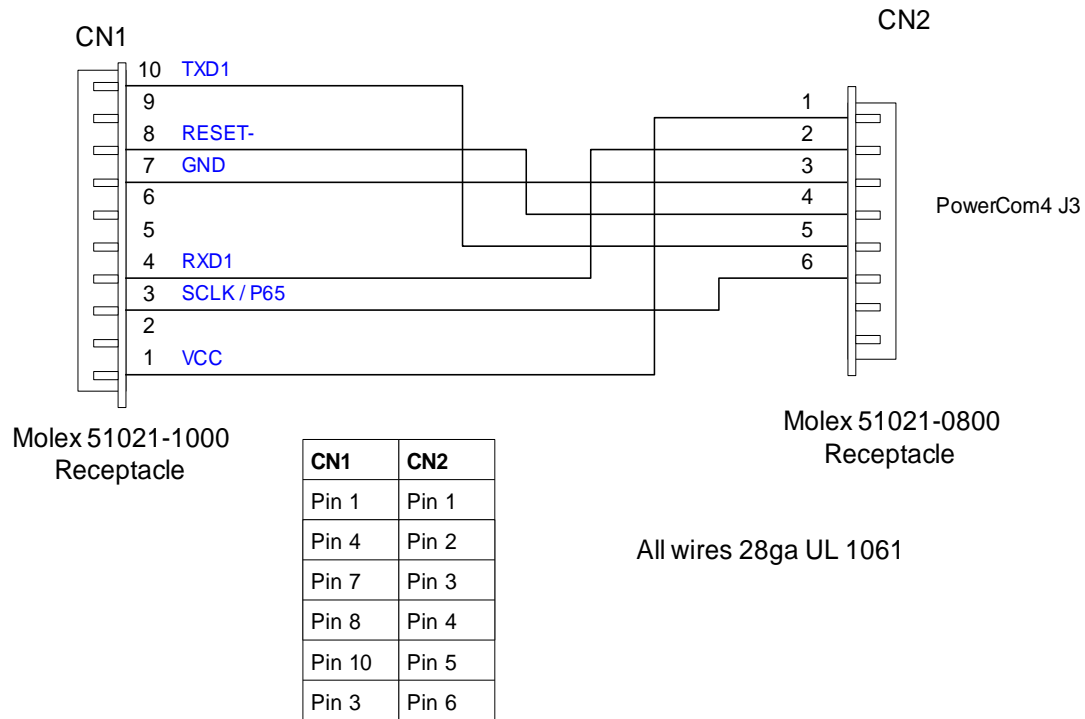 CN1
CN2
10 TXD1
9
8 RESET-
7 GND
6
5
4 RXD1
3 SCLK / P65
2
1 VCC
1
2
3
4
5
6
PowerCom4 J3
Molex 51021-1000
Receptacle
Molex 51021-0800
Receptacle
CN1 CN2
Pin 1 Pin 1
Pin 4 Pin 2
Pin 7 Pin 3
Pin 8 Pin 4
Pin 10 Pin 5
Pin 3 Pin 6
All wires 28ga UL 1061